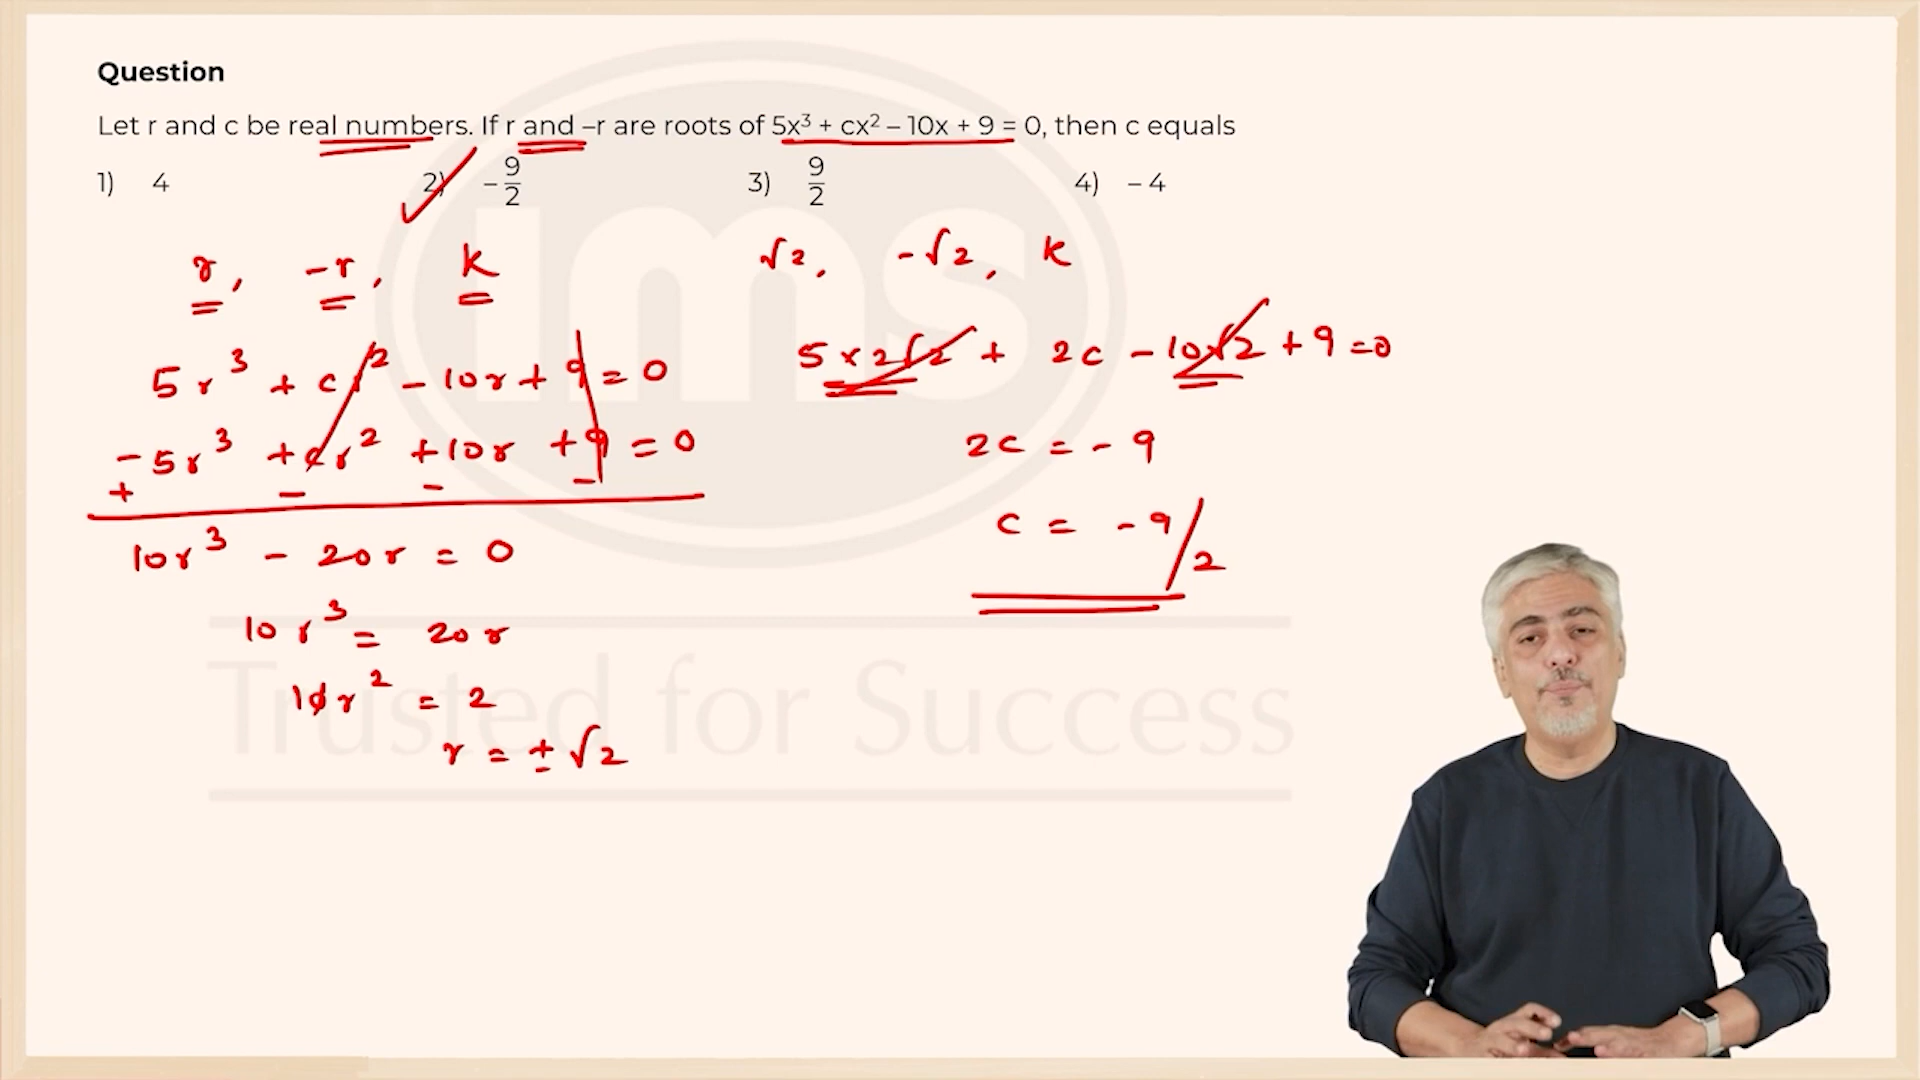 Question
Let r and c be real numbers. If r and –r are roots of 5x³ + cx² – 10x + 9 = 0, then c equals
1) 4 2) –9/2 3) 9/2 4) – 4
r, -r, k
5r³ + cr² - 10r + 9 = 0
-5r³ + cr² + 10r + 9 = 0
+ - - -
10r³ - 20r = 0
10r³ = 20r
10r² = 2
r = ±√2
√2, -√2, k
5×2√2 + 2c - 10√2 + 9 = 0
2c = -9
c = -9/2
ims
Trusted for Success